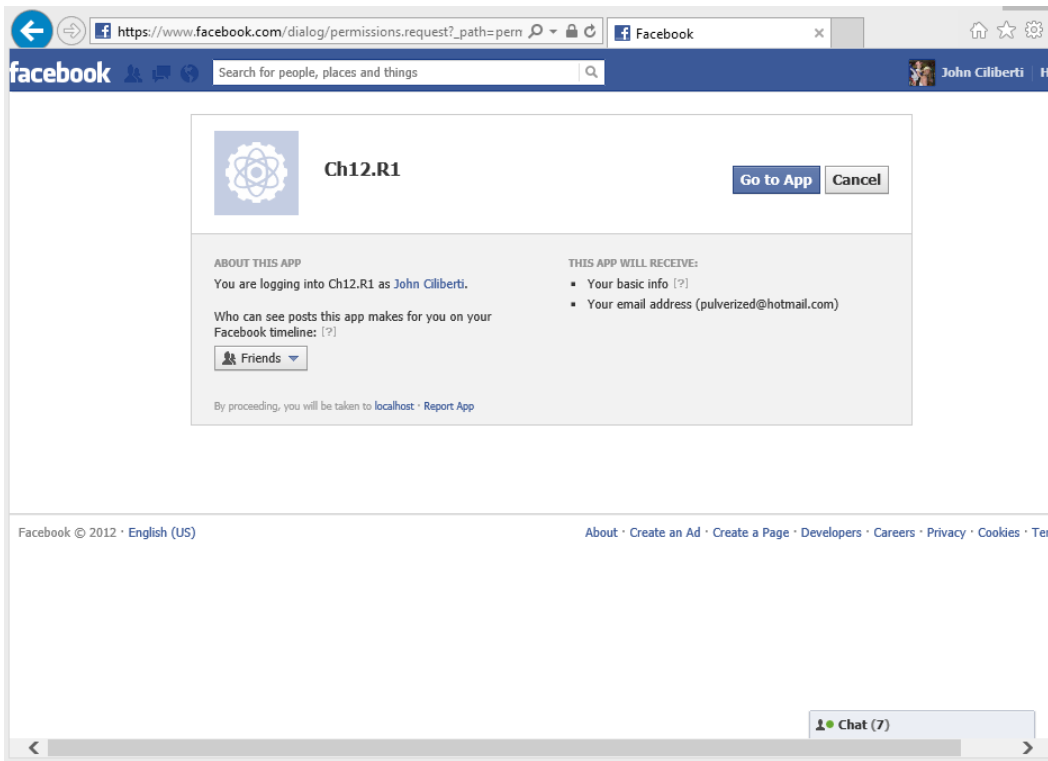 https://www.facebook.com/dialog/permissions.request?_path=perm
Facebook
facebook
Search for people, places and things
John Ciliberti
H
Ch12.R1
Go to App
Cancel
ABOUT THIS APP
You are logging into Ch12.R1 as John Ciliberti.
Who can see posts this app makes for you on your
Facebook timeline: [?]
Friends
By proceeding, you will be taken to localhost · Report App
THIS APP WILL RECEIVE:
Your basic info [?]
Your email address (pulverized@hotmail.com)
Facebook © 2012 · English (US)
About · Create an Ad · Create a Page · Developers · Careers · Privacy · Cookies · Ter
Chat (7)